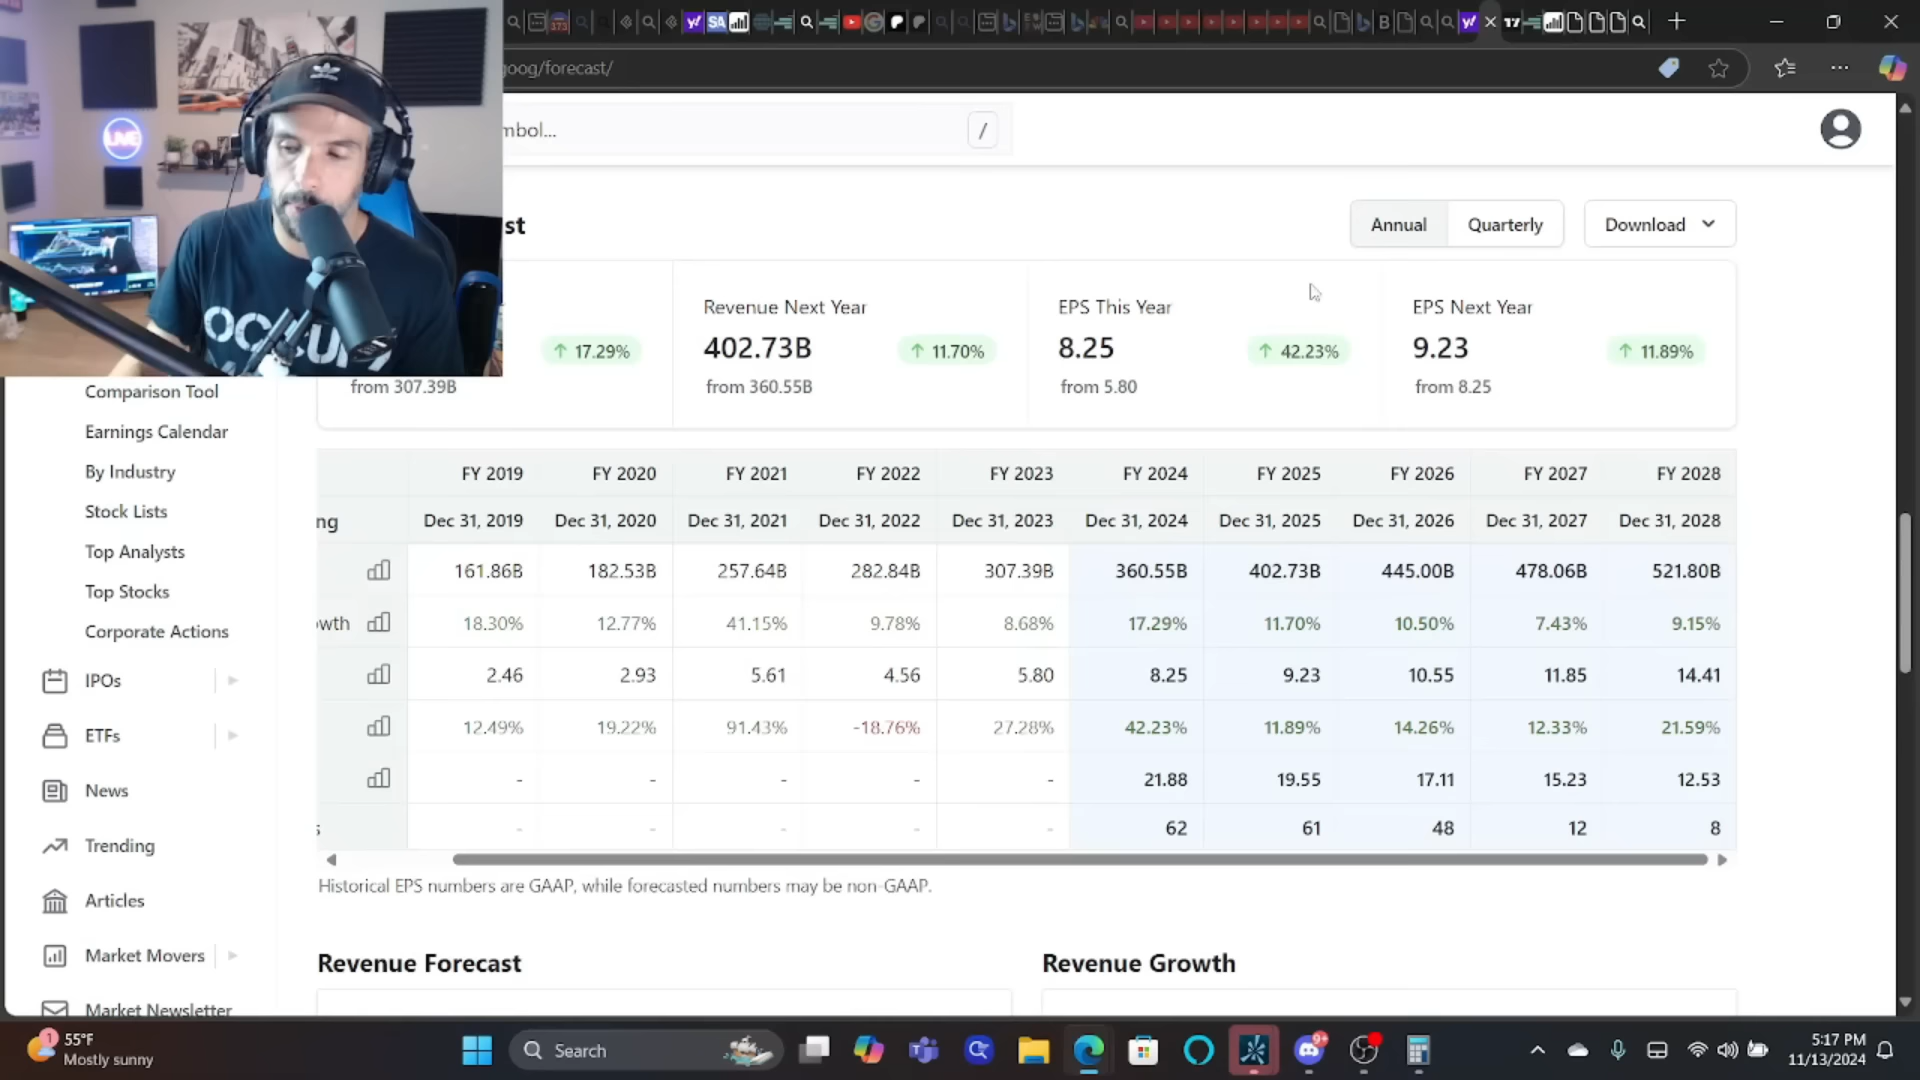 373
SA
B
goog/forecast/
mbol...
/
LIVE
OCCUPY
st
Annual
Quarterly
Download
17.29%
from 307.39B
Revenue Next Year
402.73B
11.70%
from 360.55B
EPS This Year
8.25
42.23%
from 5.80
EPS Next Year
9.23
11.89%
from 8.25
Comparison Tool
Earnings Calendar
By Industry
Stock Lists
Top Analysts
Top Stocks
Corporate Actions
IPOs
ETFs
News
Trending
Articles
Market Movers
Market Newsletter
FY 2019 FY 2020 FY 2021 FY 2022 FY 2023 FY 2024 FY 2025 FY 2026 FY 2027 FY 2028
ng Dec 31, 2019 Dec 31, 2020 Dec 31, 2021 Dec 31, 2022 Dec 31, 2023 Dec 31, 2024 Dec 31, 2025 Dec 31, 2026 Dec 31, 2027 Dec 31, 2028
161.86B 182.53B 257.64B 282.84B 307.39B 360.55B 402.73B 445.00B 478.06B 521.80B
owth 18.30% 12.77% 41.15% 9.78% 8.68% 17.29% 11.70% 10.50% 7.43% 9.15%
2.46 2.93 5.61 4.56 5.80 8.25 9.23 10.55 11.85 14.41
12.49% 19.22% 91.43% -18.76% 27.28% 42.23% 11.89% 14.26% 12.33% 21.59%
- - - - - 21.88 19.55 17.11 15.23 12.53
s - - - - - 62 61 48 12 8
Historical EPS numbers are GAAP, while forecasted numbers may be non-GAAP.
Revenue Forecast
Revenue Growth
1
55°F
Mostly sunny
Search
9+
5:17 PM
11/13/2024